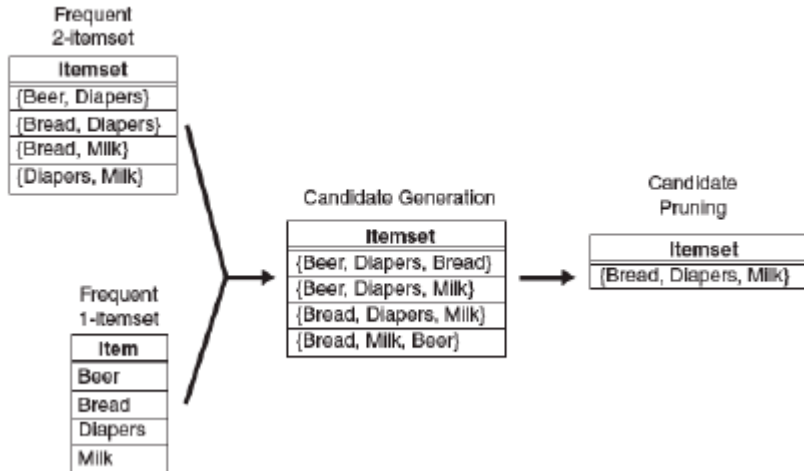 Frequent
2-itemset
Itemset
{Beer, Diapers}
{Bread, Diapers}
{Bread, Milk}
{Diapers, Milk}
Frequent
1-itemset
Item
Beer
Bread
Diapers
Milk
Candidate Generation
Itemset
{Beer, Diapers, Bread}
{Beer, Diapers, Milk}
{Bread, Diapers, Milk}
{Bread, Milk, Beer}
Candidate
Pruning
Itemset
{Bread, Diapers, Milk}